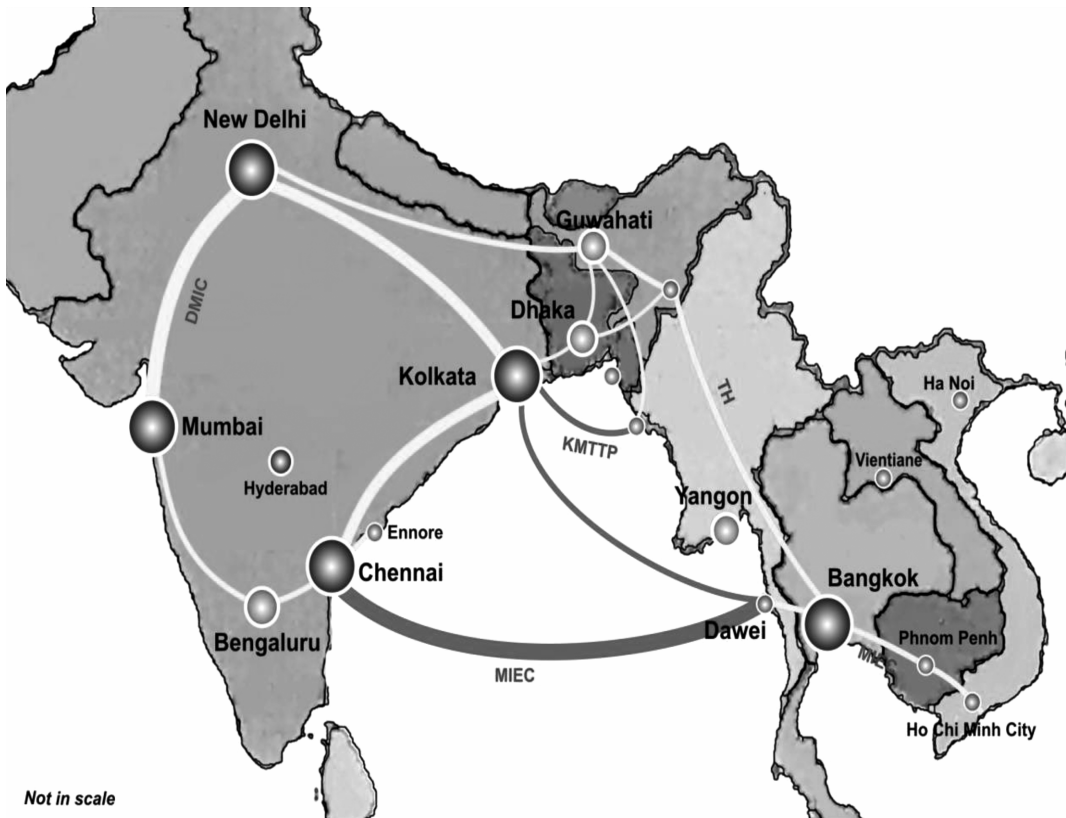 New Delhi
Guwahati
DMIC
Dhaka
Kolkata
TH
Ha Noi
Mumbai
KMTTP
Vientiane
Hyderabad
Yangon
Ennore
Chennai
Bangkok
Bengaluru
Dawei
Phnom Penh
MIEC
Ho Chi Minh City
Not in scale